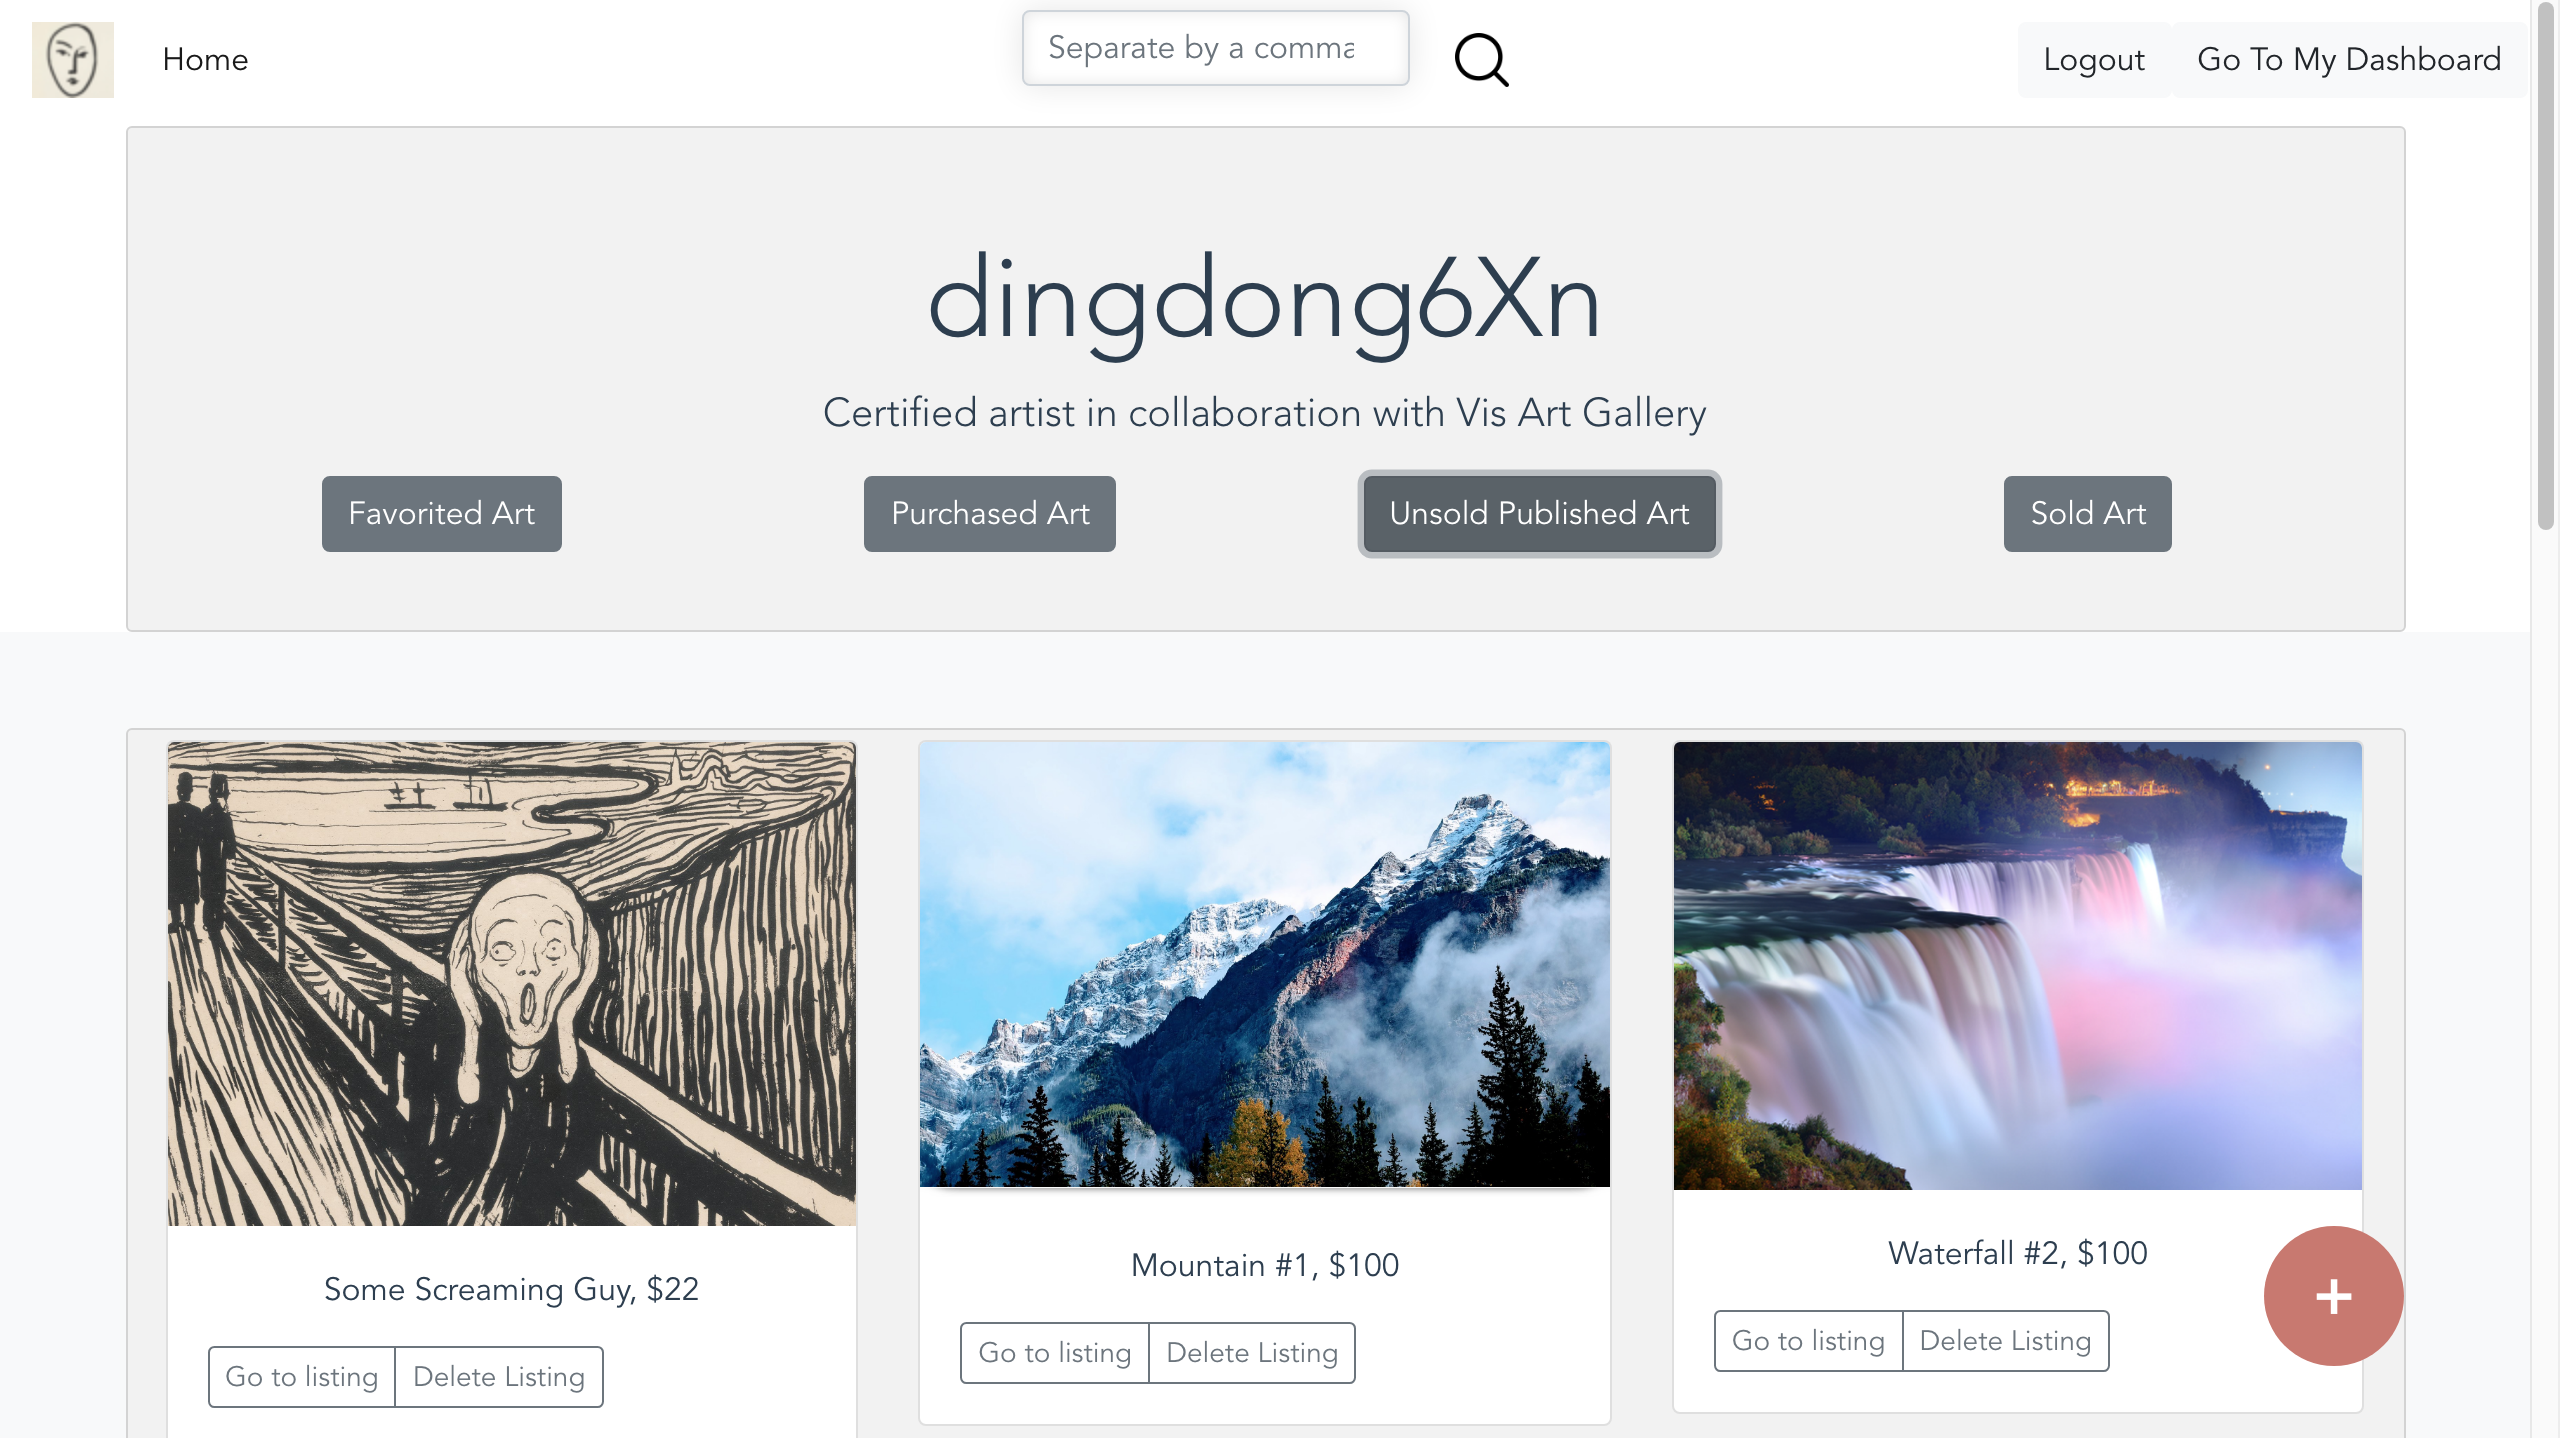 Home
Separate by a comma
Logout
Go To My Dashboard
dingdong6Xn
Certified artist in collaboration with Vis Art Gallery
Favorited Art
Purchased Art
Unsold Published Art
Sold Art
Some Screaming Guy, $22
Go to listing
Delete Listing
Mountain #1, $100
Go to listing
Delete Listing
Waterfall #2, $100
Go to listing
Delete Listing
+